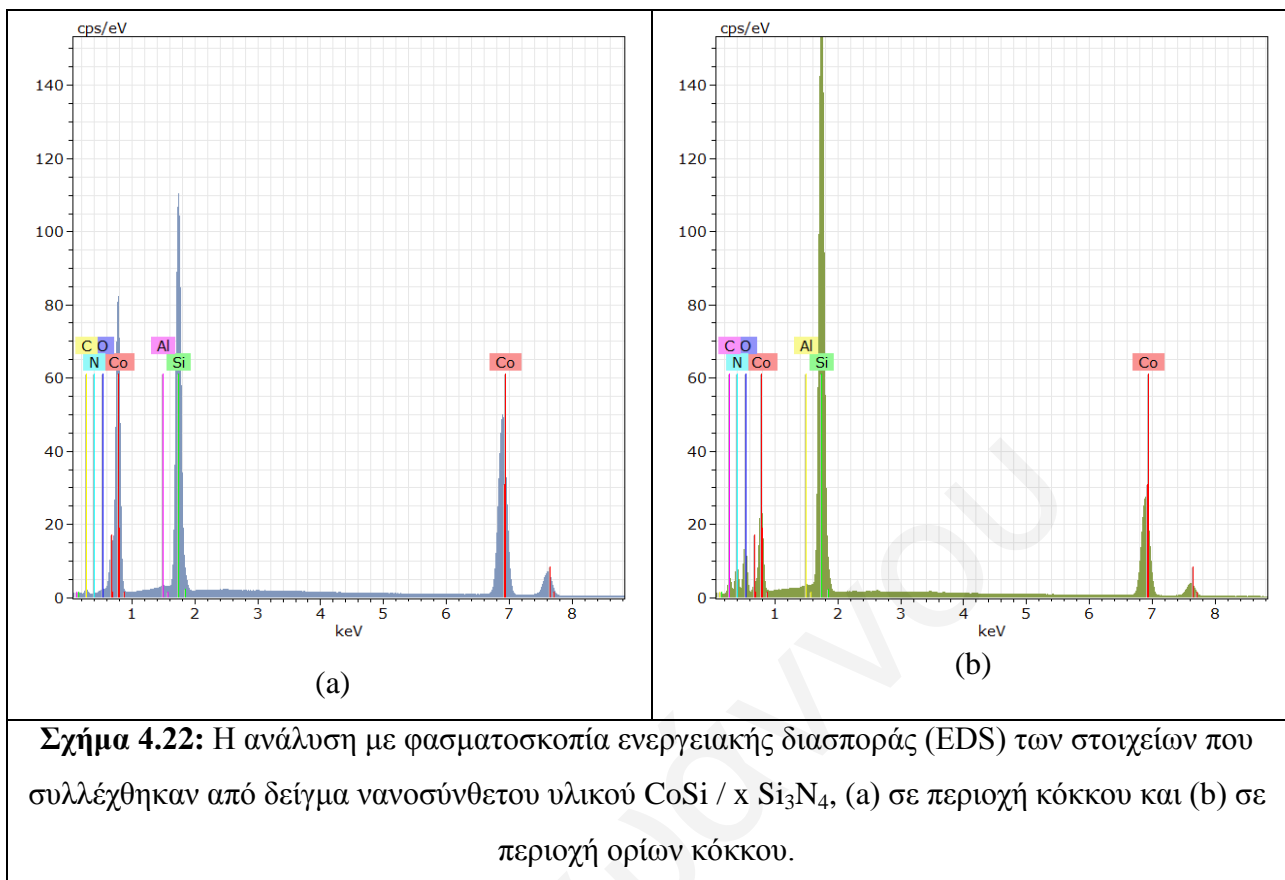 cps/eV
140
120
100
80
60
40
20
0
C O Al
N Co Si Co
1 2 3 4 5 6 7 8
keV
(a)
cps/eV
140
120
100
80
60
40
20
0
C O Al
N Co Si Co
1 2 3 4 5 6 7 8
keV
(b)
Σχήμα 4.22: Η ανάλυση με φασματοσκοπία ενεργειακής διασποράς (EDS) των στοιχείων που
συλλέχθηκαν από δείγμα νανοσύνθετου υλικού CoSi / x Si₃N₄, (a) σε περιοχή κόκκου και (b) σε
περιοχή ορίων κόκκου.